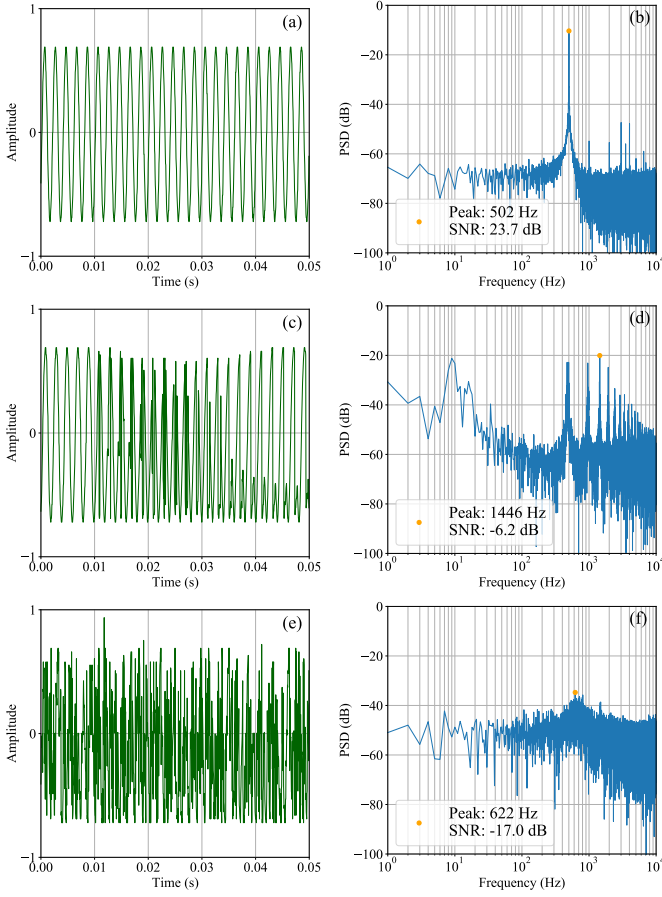 (a)
Amplitude
1
0
−1
0.00 0.01 0.02 0.03 0.04 0.05
Time (s)
(b)
PSD (dB)
0
−20
−40
−60
−80
−100
Peak: 502 Hz
SNR: 23.7 dB
10^0 10^1 10^2 10^3 10^4
Frequency (Hz)
(c)
Amplitude
1
0
−1
0.00 0.01 0.02 0.03 0.04 0.05
Time (s)
(d)
PSD (dB)
0
−20
−40
−60
−80
−100
Peak: 1446 Hz
SNR: -6.2 dB
10^0 10^1 10^2 10^3 10^4
Frequency (Hz)
(e)
Amplitude
1
0
−1
0.00 0.01 0.02 0.03 0.04 0.05
Time (s)
(f)
PSD (dB)
0
−20
−40
−60
−80
−100
Peak: 622 Hz
SNR: -17.0 dB
10^0 10^1 10^2 10^3 10^4
Frequency (Hz)